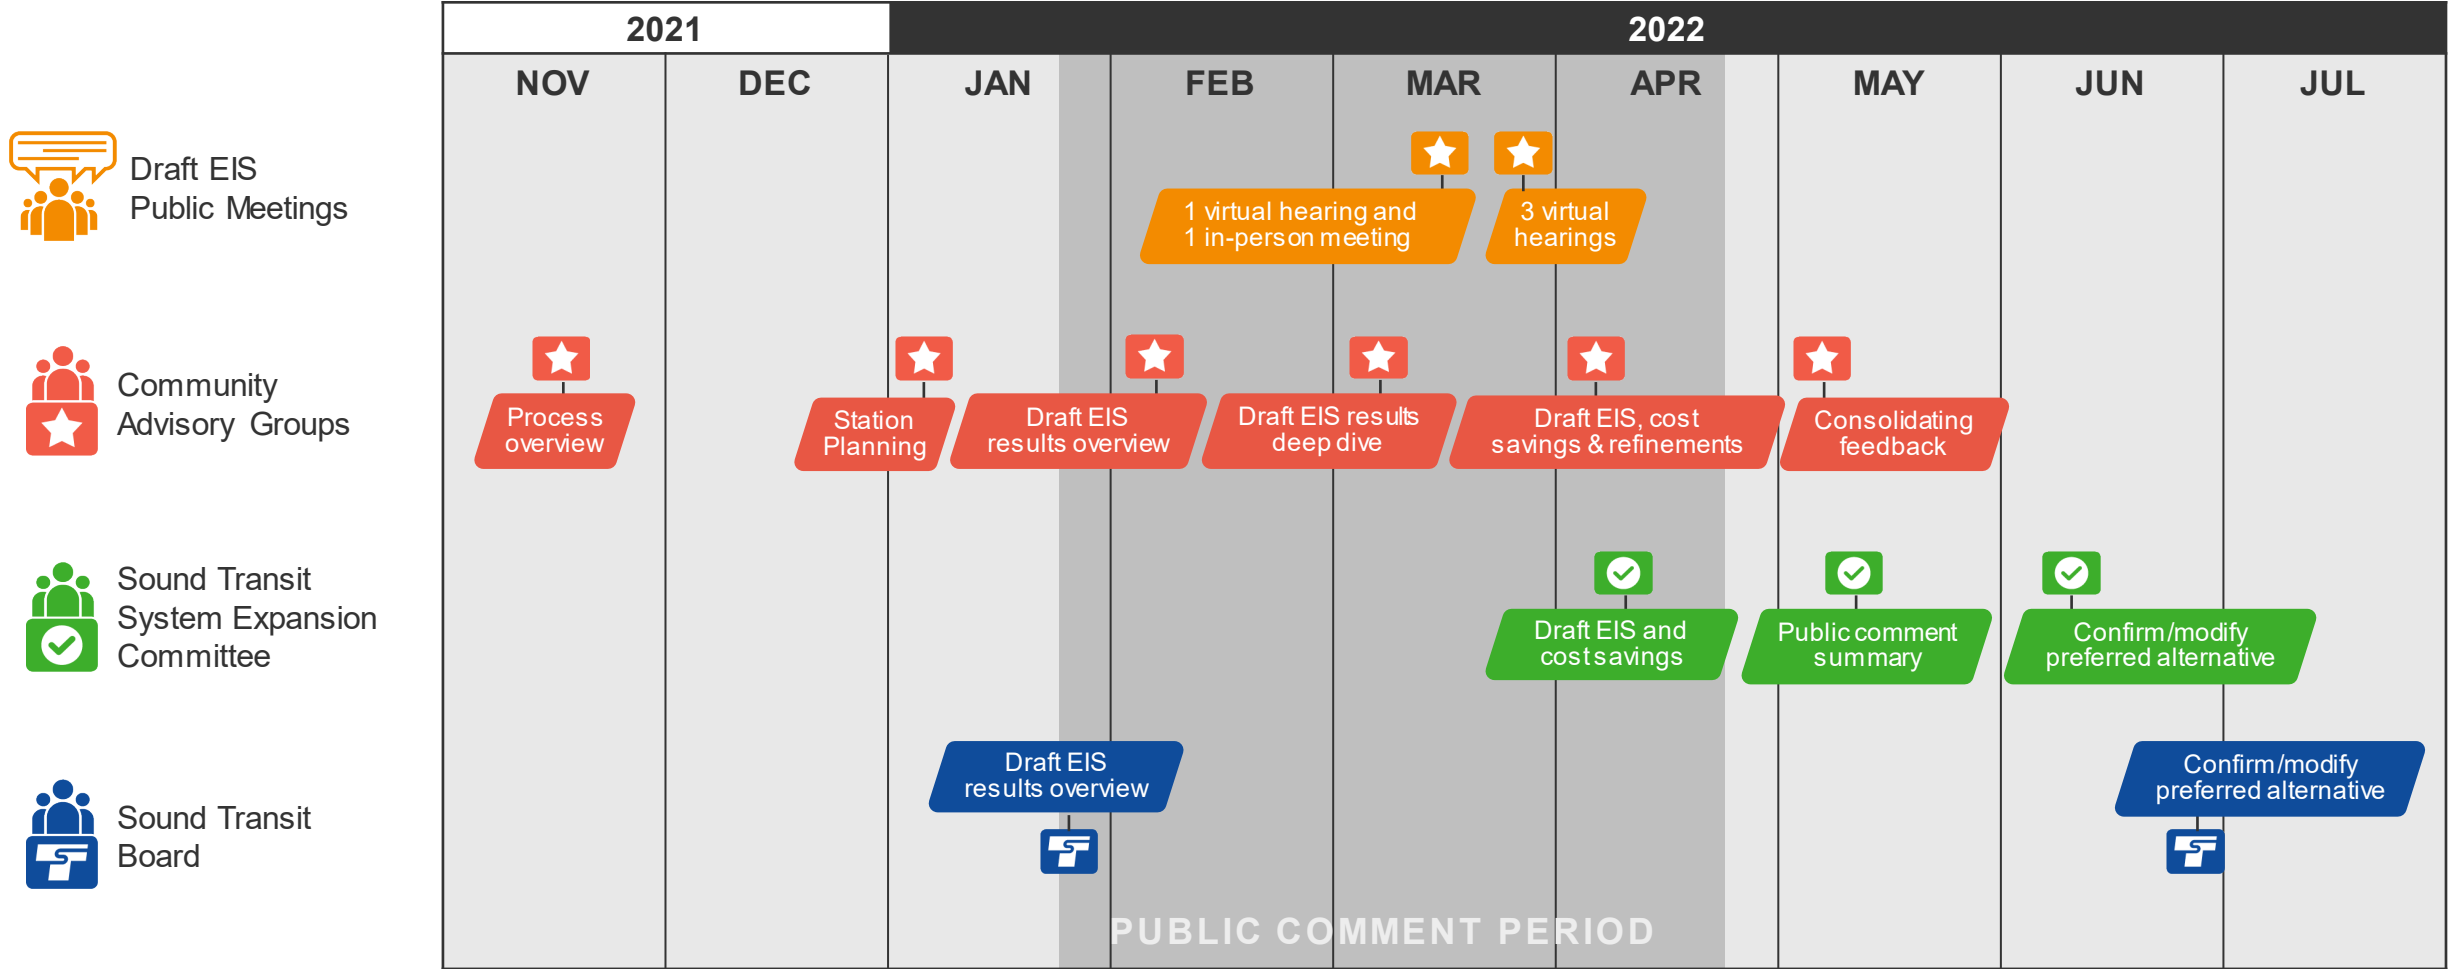 2021
2022
NOV
DEC
JAN
FEB
MAR
APR
MAY
JUN
JUL
Draft EIS
Public Meetings
1 virtual hearing and
1 in-person meeting
3 virtual
hearings
Community
Advisory Groups
Process
overview
Station
Planning
Draft EIS
results overview
Draft EIS results
deep dive
Draft EIS, cost
savings & refinements
Consolidating
feedback
Sound Transit
System Expansion
Committee
Draft EIS and
cost savings
Public comment
summary
Confirm/modify
preferred alternative
Sound Transit
Board
Draft EIS
results overview
Confirm/modify
preferred alternative
PUBLIC COMMENT PERIOD